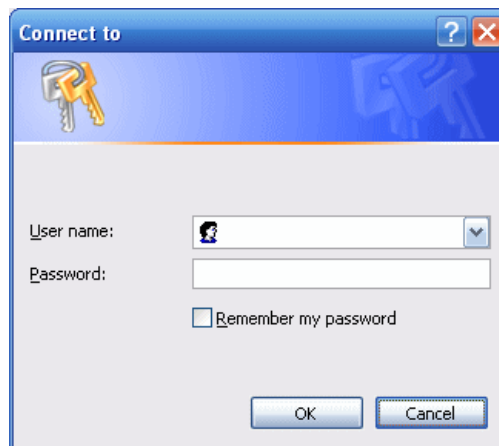 Connect to
User name:
Password:
Remember my password
OK Cancel